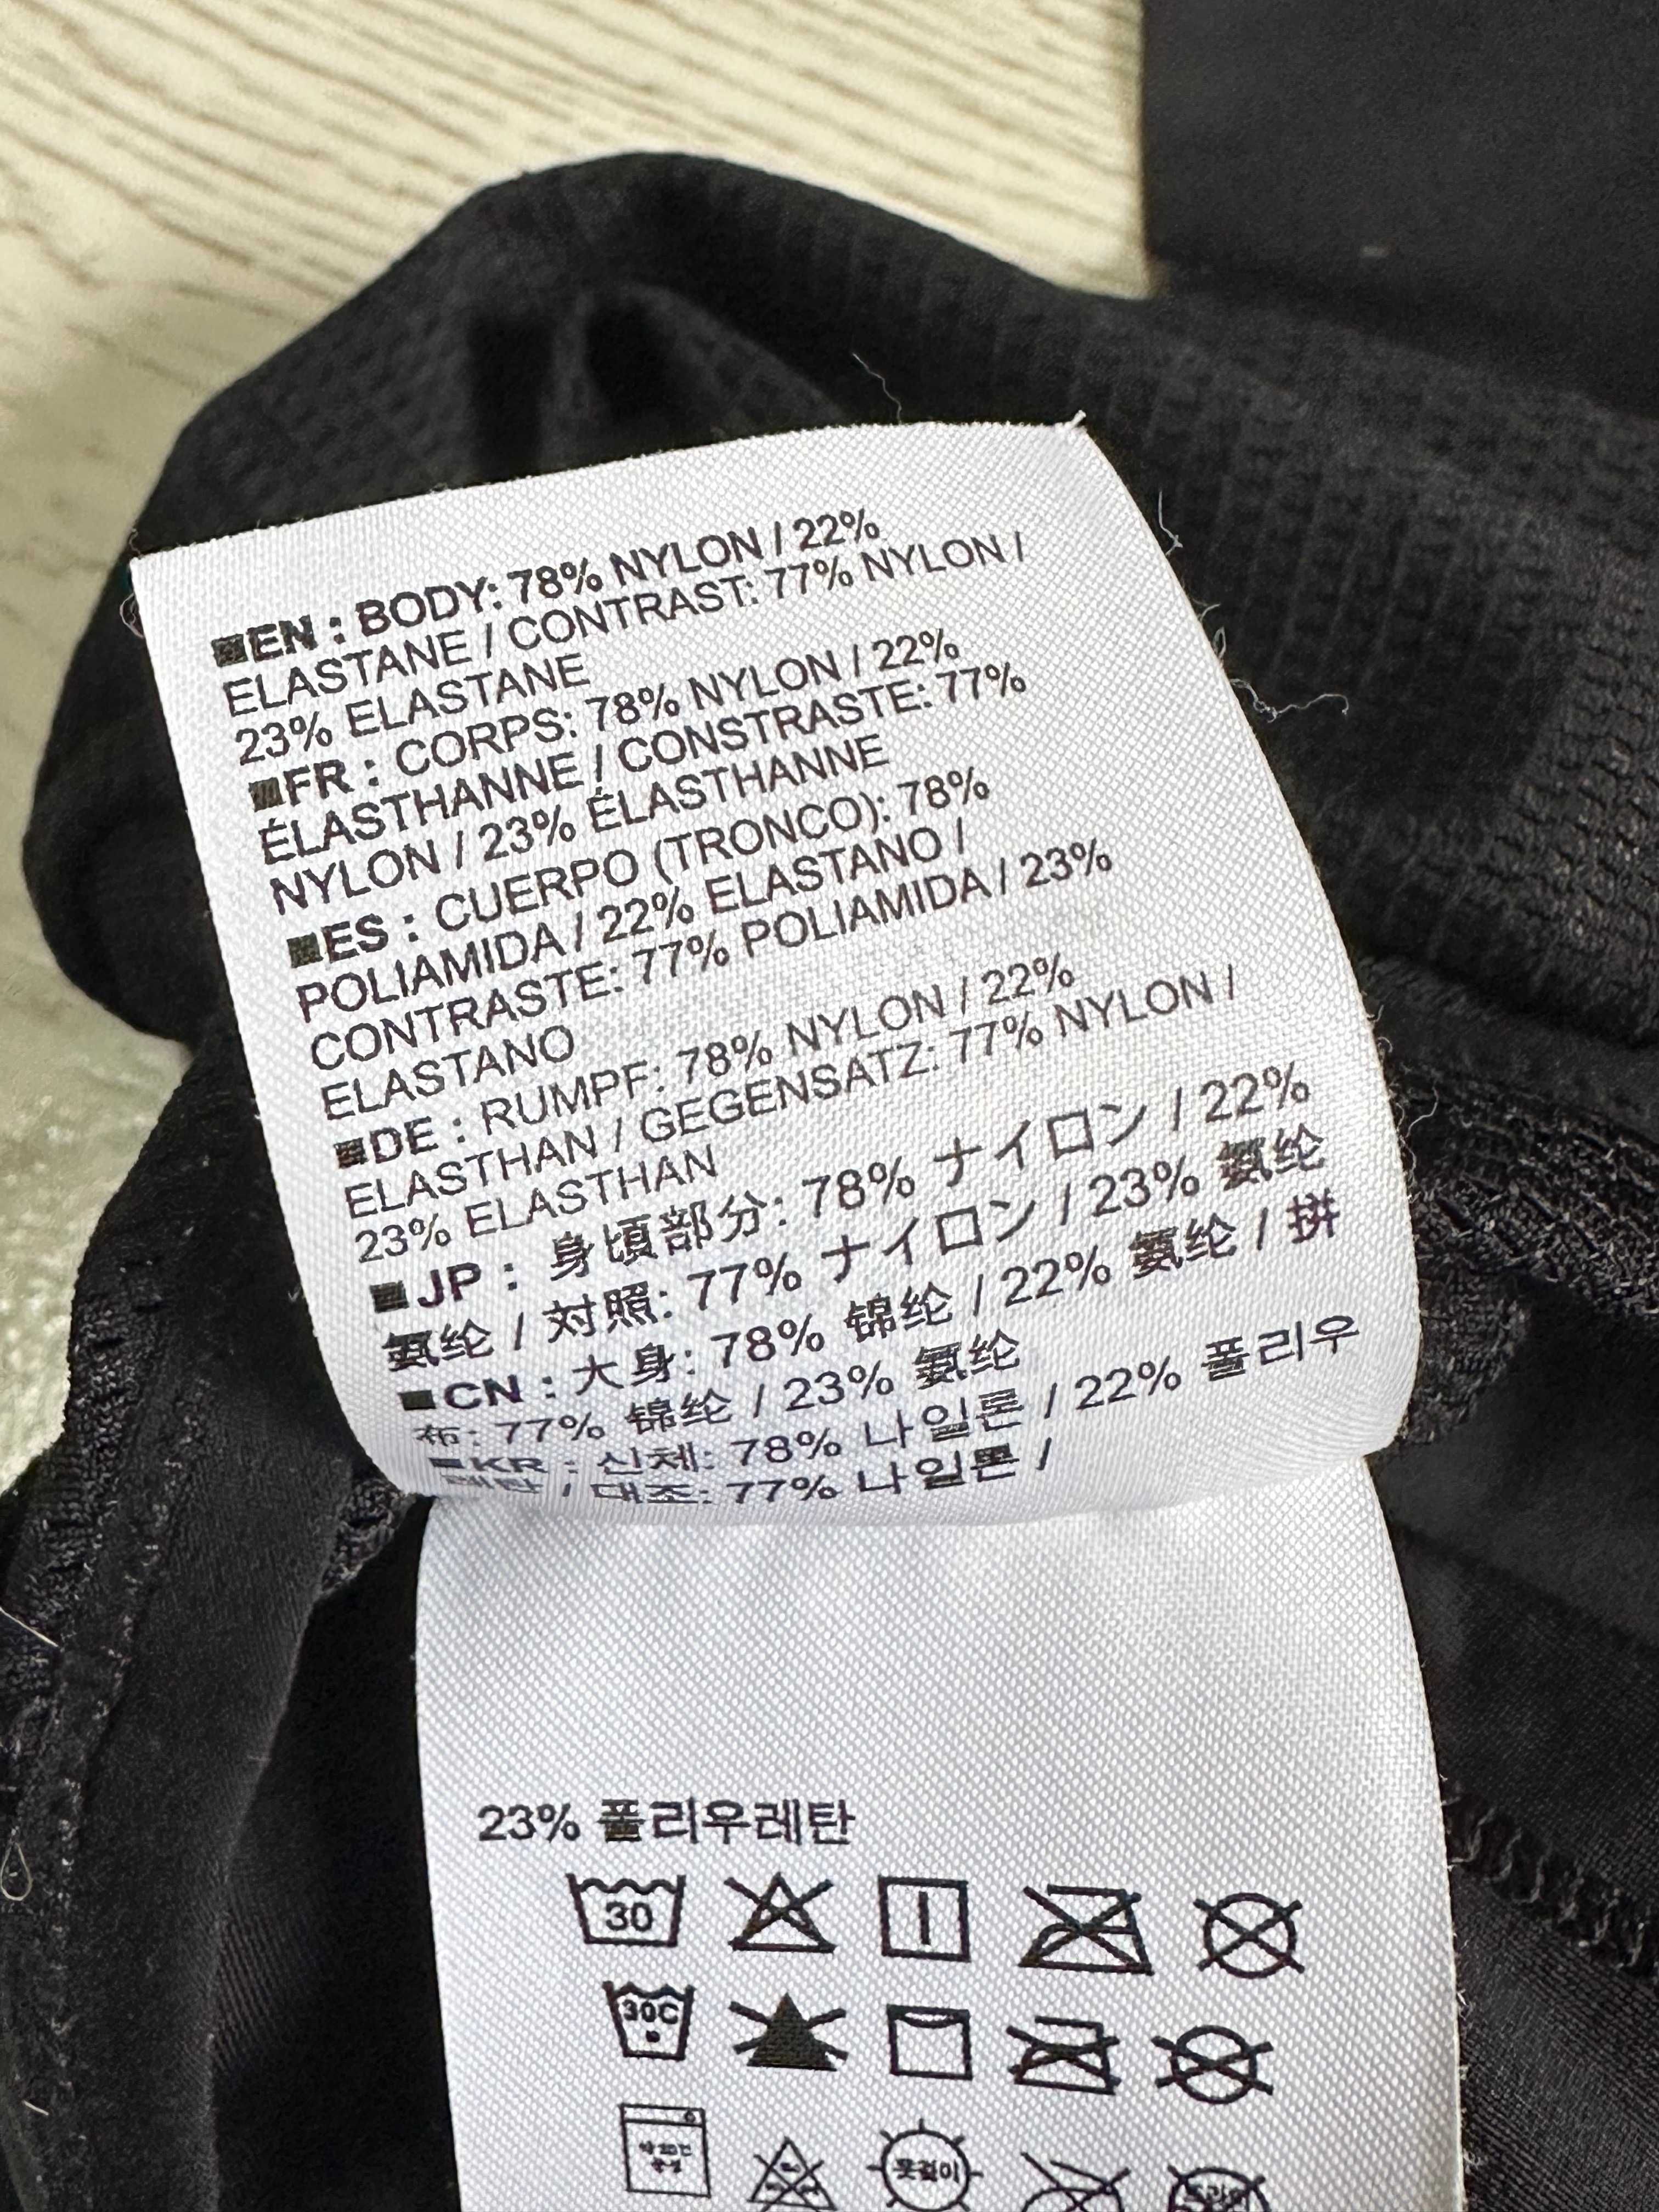 ■EN : BODY: 78% NYLON / 22%
ELASTANE / CONTRAST: 77% NYLON /
23% ELASTANE
■FR : CORPS: 78% NYLON / 22%
ÉLASTHANNE / CONSTRASTE: 77%
NYLON / 23% ÉLASTHANNE
■ES : CUERPO (TRONCO): 78%
POLIAMIDA / 22% ELASTANO /
CONTRASTE: 77% POLIAMIDA / 23%
ELASTANO
■DE : RUMPF: 78% NYLON / 22%
ELASTHAN / GEGENSATZ: 77% NYLON /
23% ELASTHAN
■JP : 身頃部分: 78% ナイロン / 22%
氨纶 / 対照: 77% ナイロン / 23% 氨纶
■CN : 大身: 78% 锦纶 / 22% 氨纶 / 拼
布: 77% 锦纶 / 23% 氨纶
■KR : 신체: 78% 나일론 / 22% 폴리우
레탄 / 대조: 77% 나일론 /
23% 폴리우레탄
30
30C
옷걸이